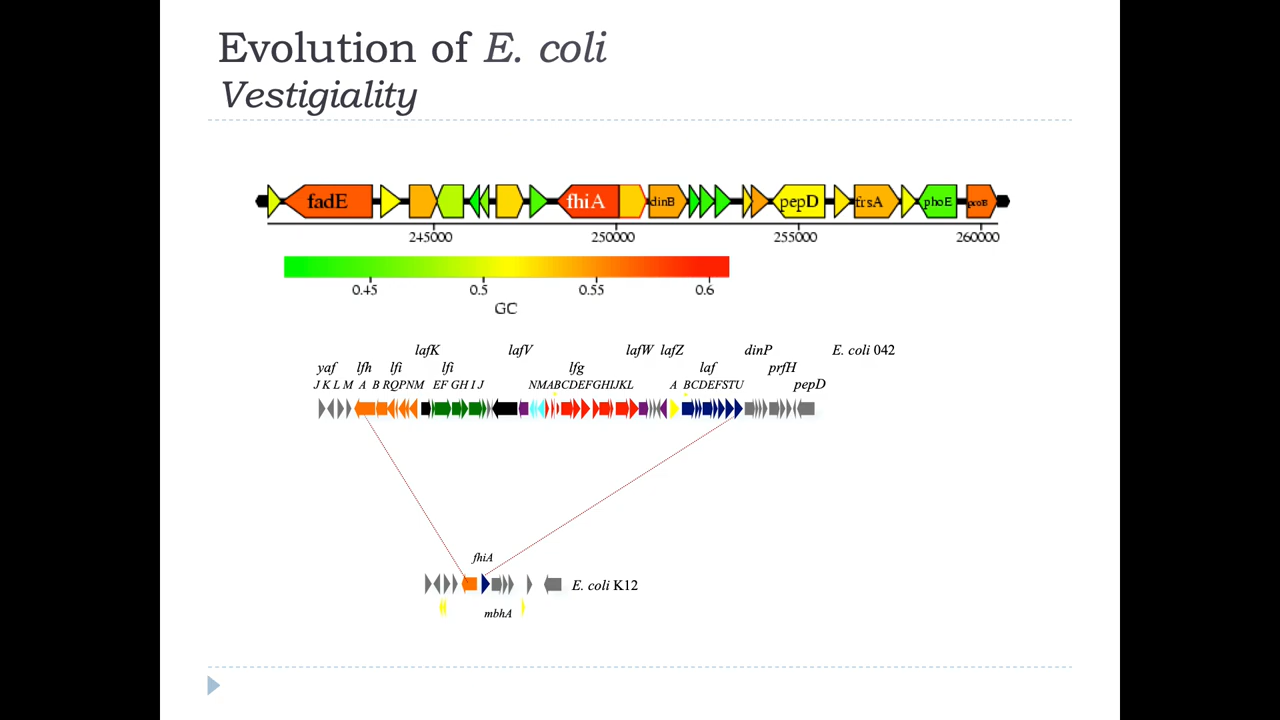 Evolution of E. coli
Vestigiality
fadE fhiA dinB pepD frsA phoE proB
245000 250000 255000 260000
0.45 0.5 0.55 0.6
GC
lafK lafV lafW lafZ dinP E. coli 042
yaf lfh lfi lfi lfg laf prfH
J K L M A B RQPNM EF GH I J NMABCDEFGHIJKL A BCDEFSTU pepD
fhiA
E. coli K12
mbhA